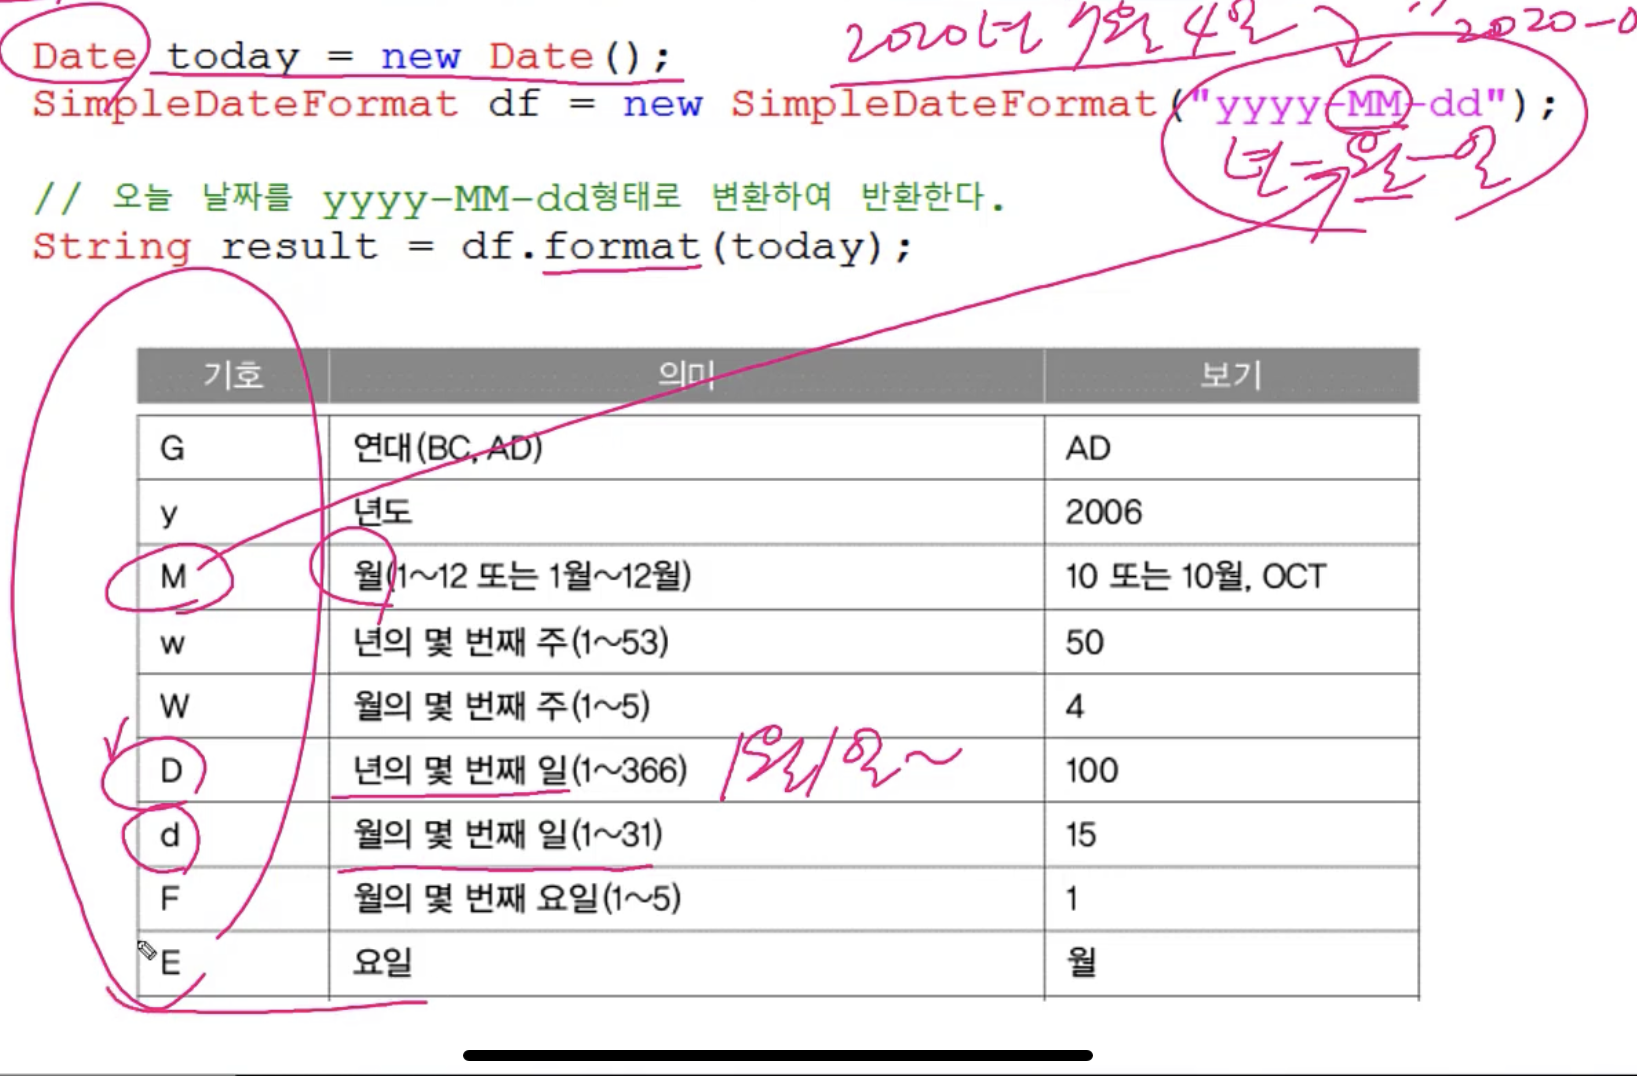 2020년 7월 4일 → "2020-0
Date today = new Date();
SimpleDateFormat df = new SimpleDateFormat("yyyy-MM-dd");
년-월-일
// 오늘 날짜를 yyyy-MM-dd형태로 변환하여 반환한다.
String result = df.format(today);
기호 의미 보기
G 연대(BC, AD) AD
y 년도 2006
M 월(1~12 또는 1월~12월) 10 또는 10월, OCT
w 년의 몇 번째 주(1~53) 50
W 월의 몇 번째 주(1~5) 4
D 년의 몇 번째 일(1~366) 1월1일~ 100
d 월의 몇 번째 일(1~31) 15
F 월의 몇 번째 요일(1~5) 1
E 요일 월